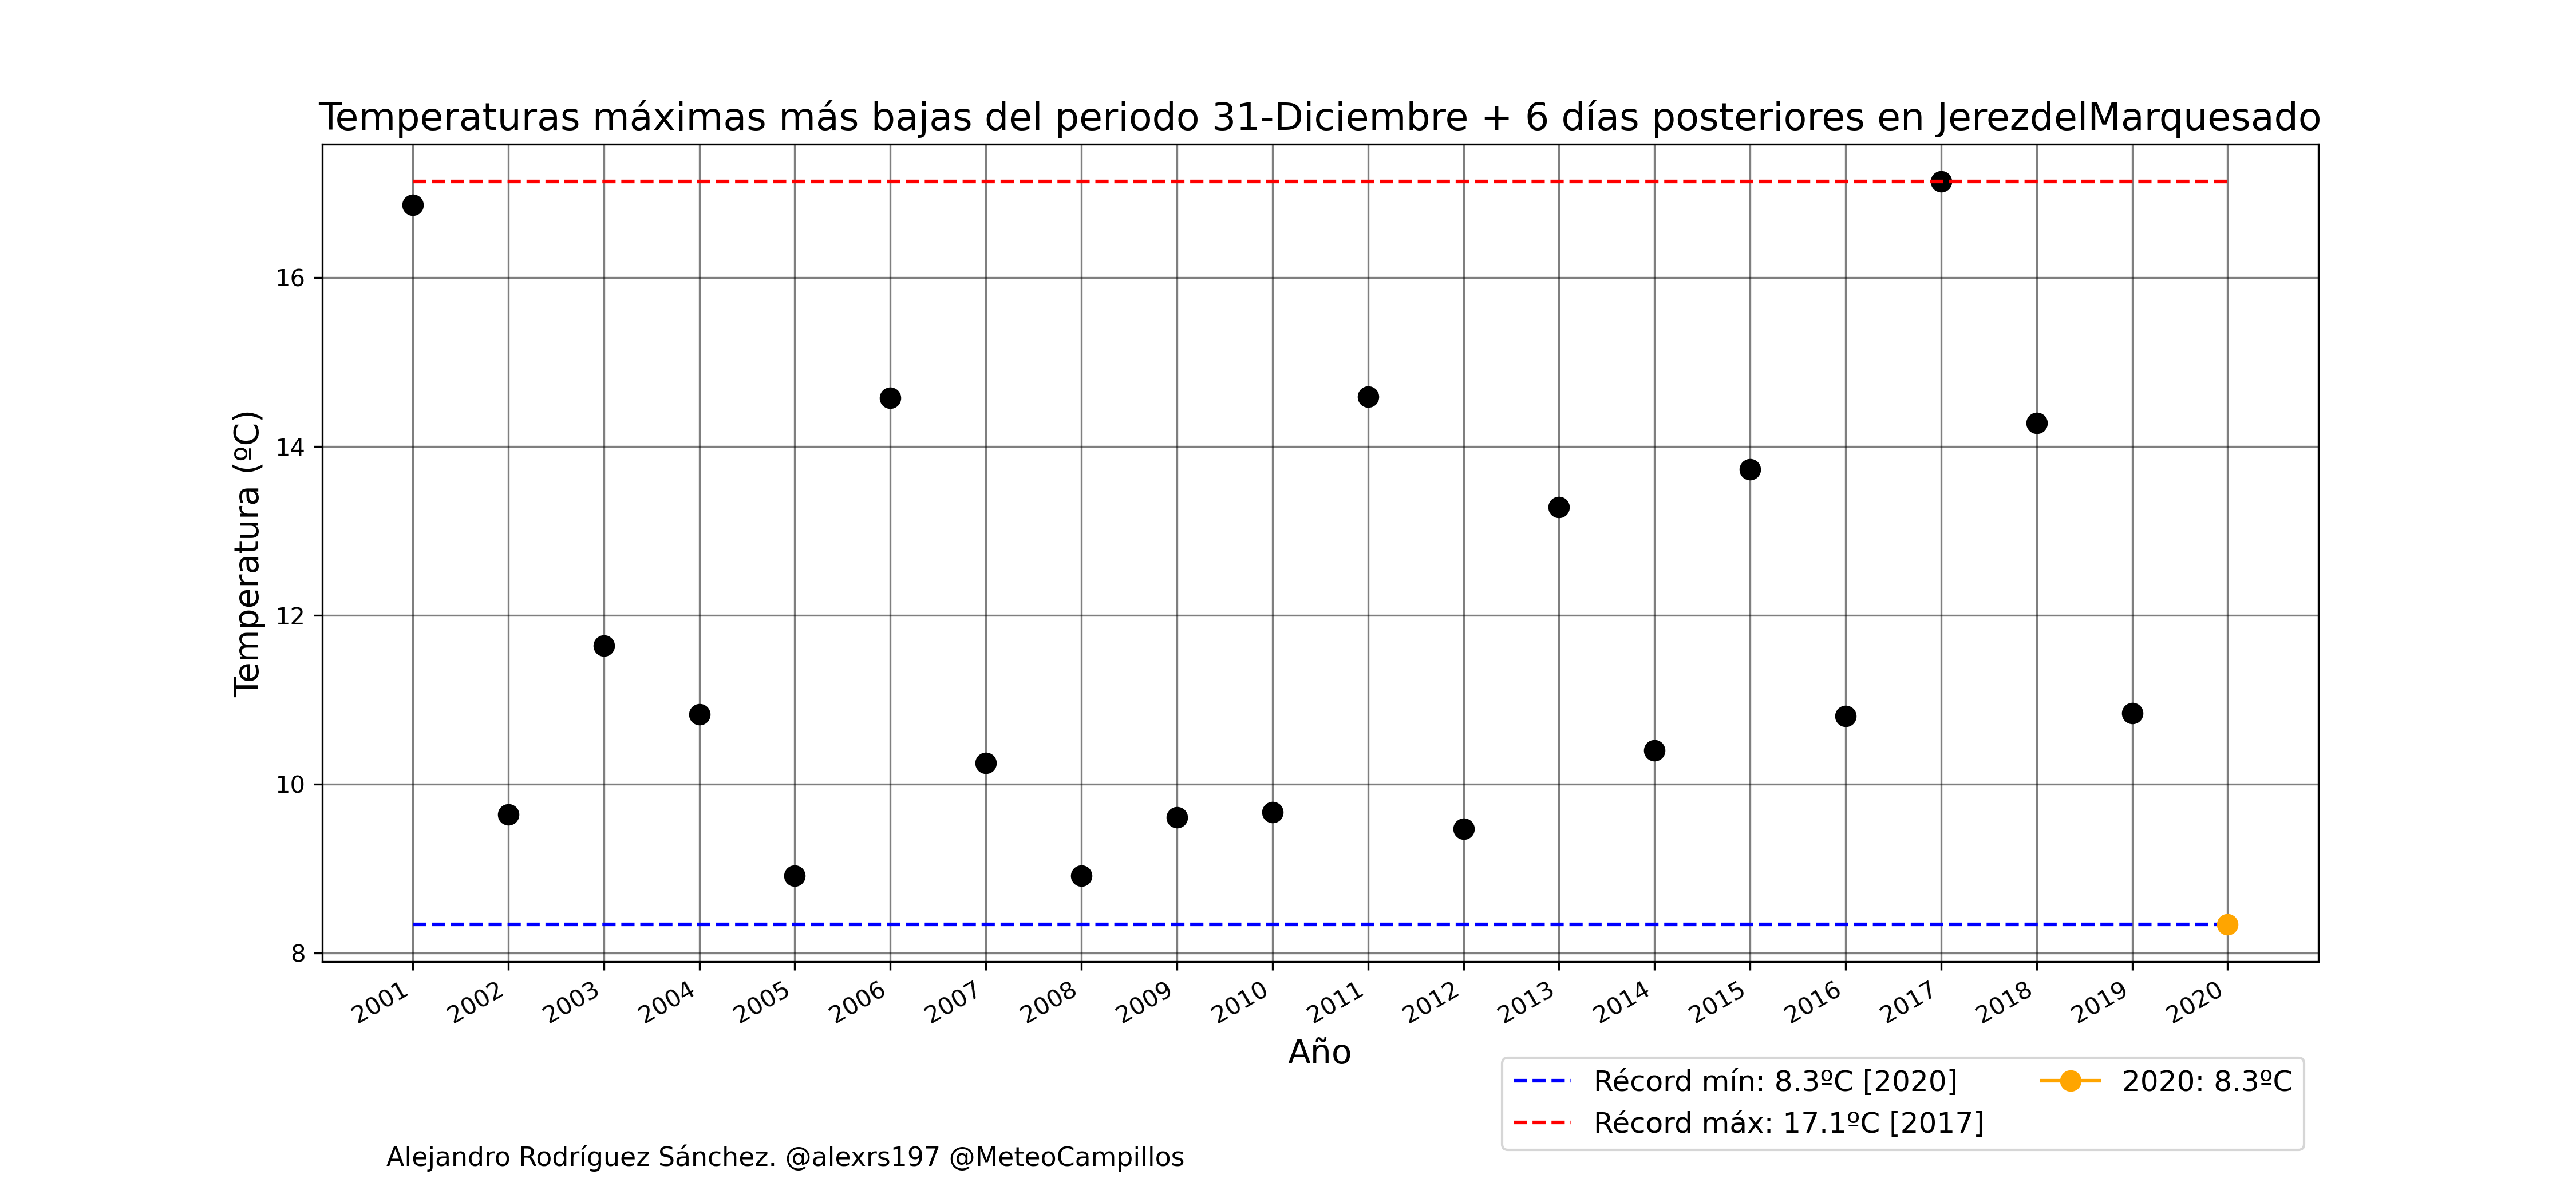 Temperaturas máximas más bajas del periodo 31-Diciembre + 6 días posteriores en JerezdelMarquesado
Temperatura (ºC)
16
14
12
10
8
2001 2002 2003 2004 2005 2006 2007 2008 2009 2010 2011 2012 2013 2014 2015 2016 2017 2018 2019 2020
Año
Récord mín: 8.3ºC [2020]
Récord máx: 17.1ºC [2017]
2020: 8.3ºC
Alejandro Rodríguez Sánchez. @alexrs197 @MeteoCampillos